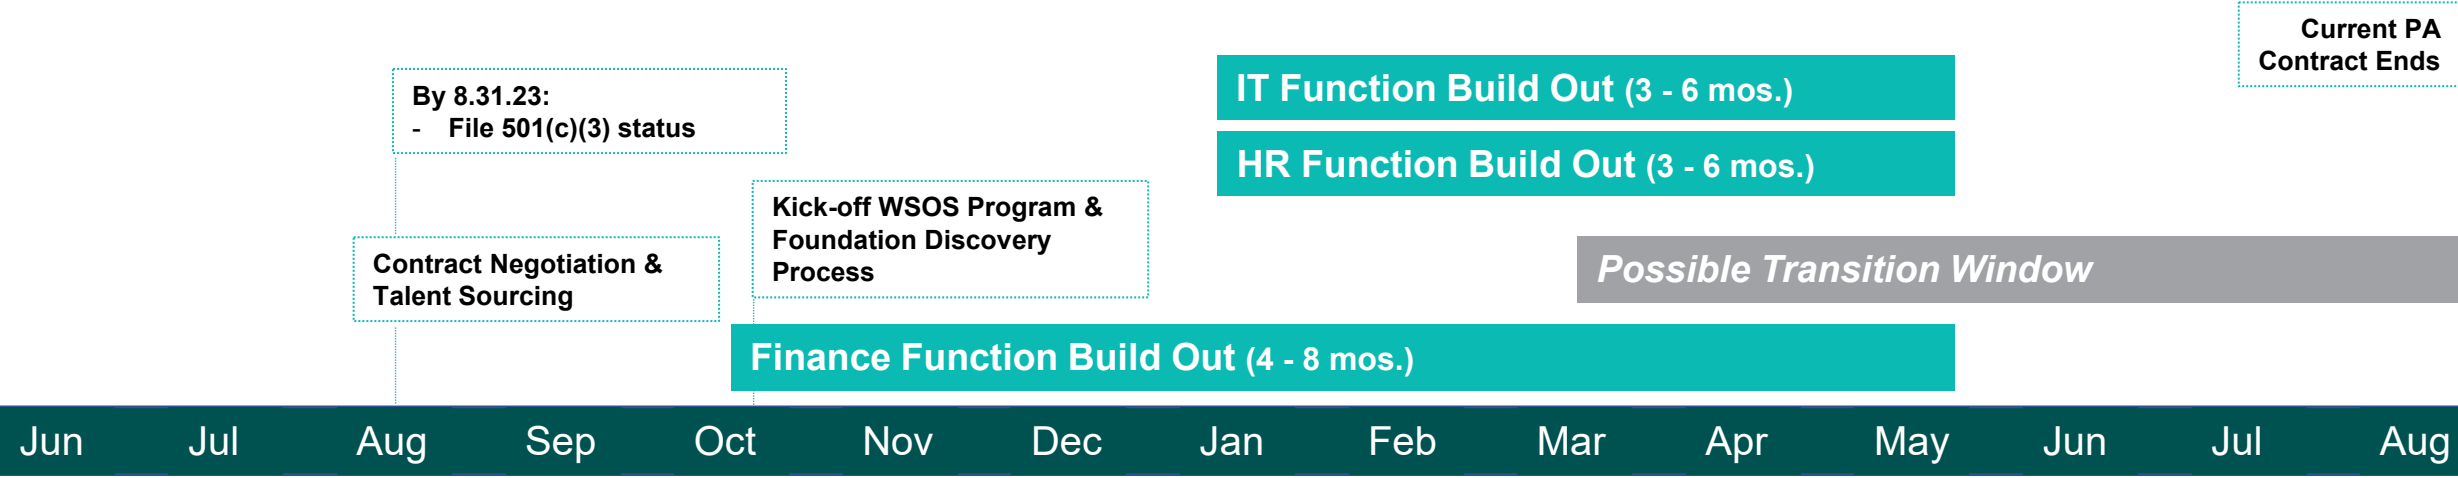 Current PA
Contract Ends
By 8.31.23:
- File 501(c)(3) status
IT Function Build Out (3 - 6 mos.)
HR Function Build Out (3 - 6 mos.)
Kick-off WSOS Program &
Foundation Discovery
Process
Contract Negotiation &
Talent Sourcing
Possible Transition Window
Finance Function Build Out (4 - 8 mos.)
Jun Jul Aug Sep Oct Nov Dec Jan Feb Mar Apr May Jun Jul Aug